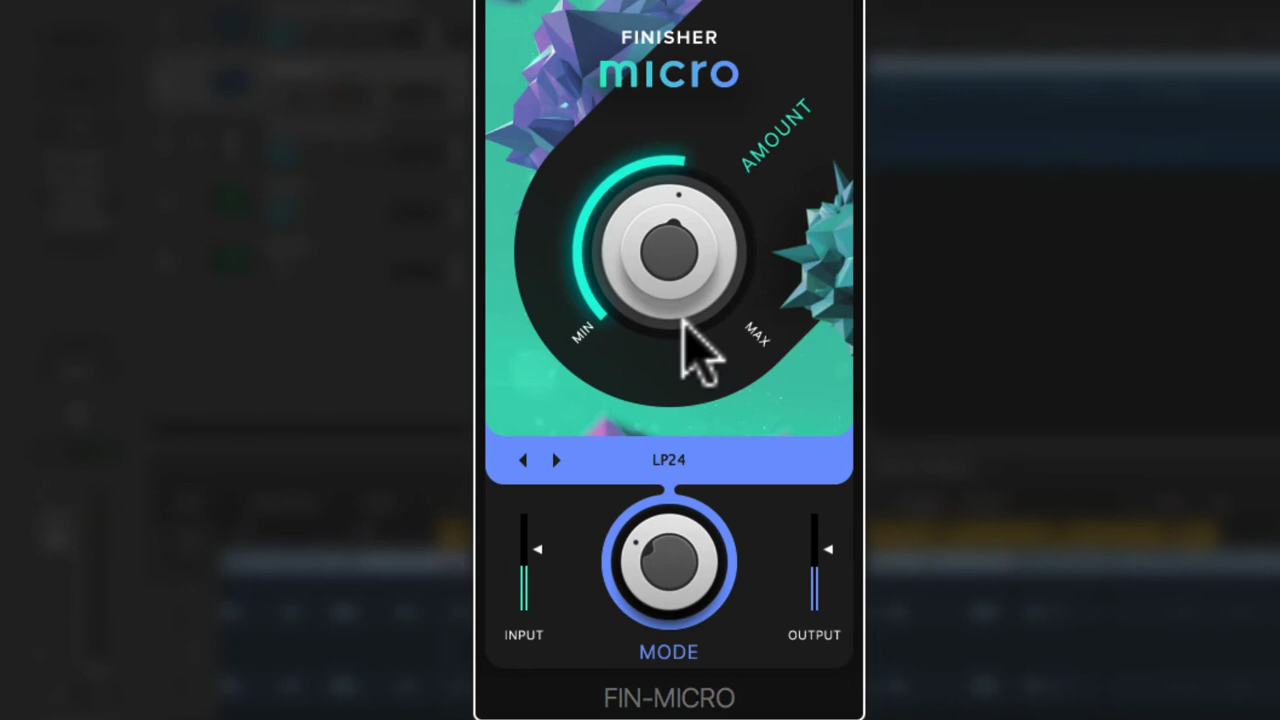 FINISHER
micro
AMOUNT
MIN
MAX
LP24
INPUT
OUTPUT
MODE
FIN-MICRO